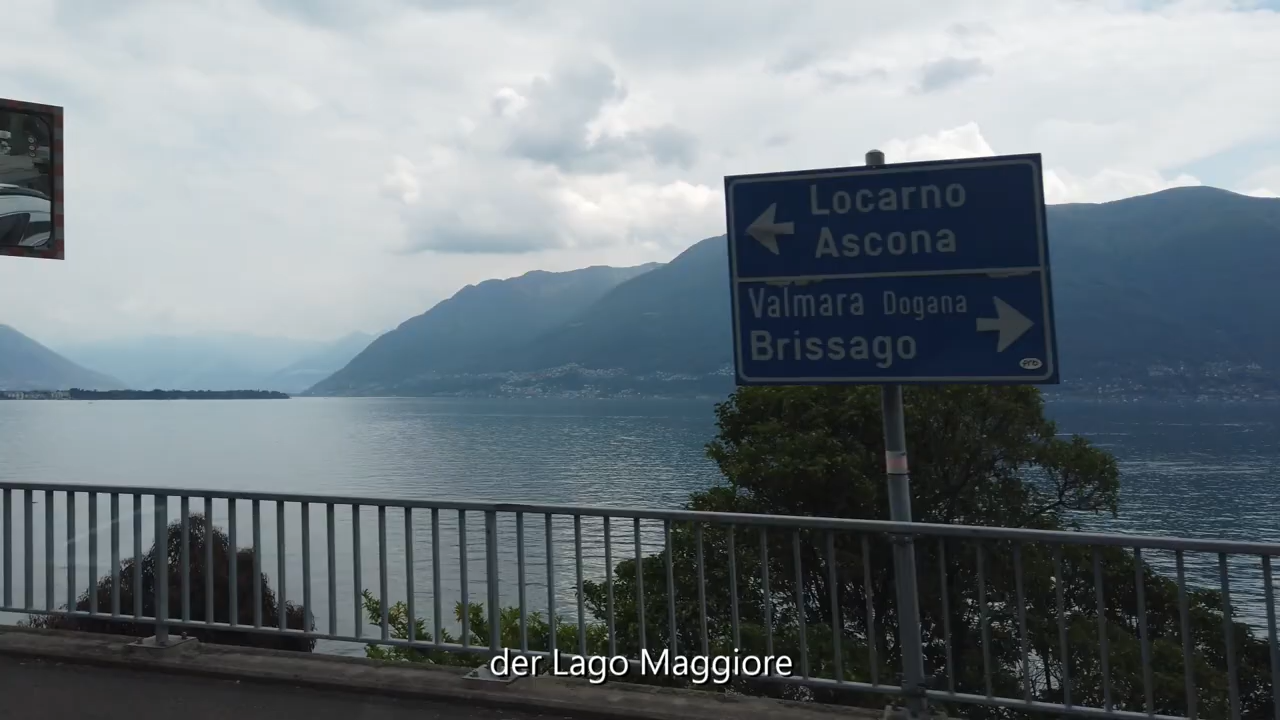 Locarno
Ascona
Valmara Dogana
Brissago
der Lago Maggiore